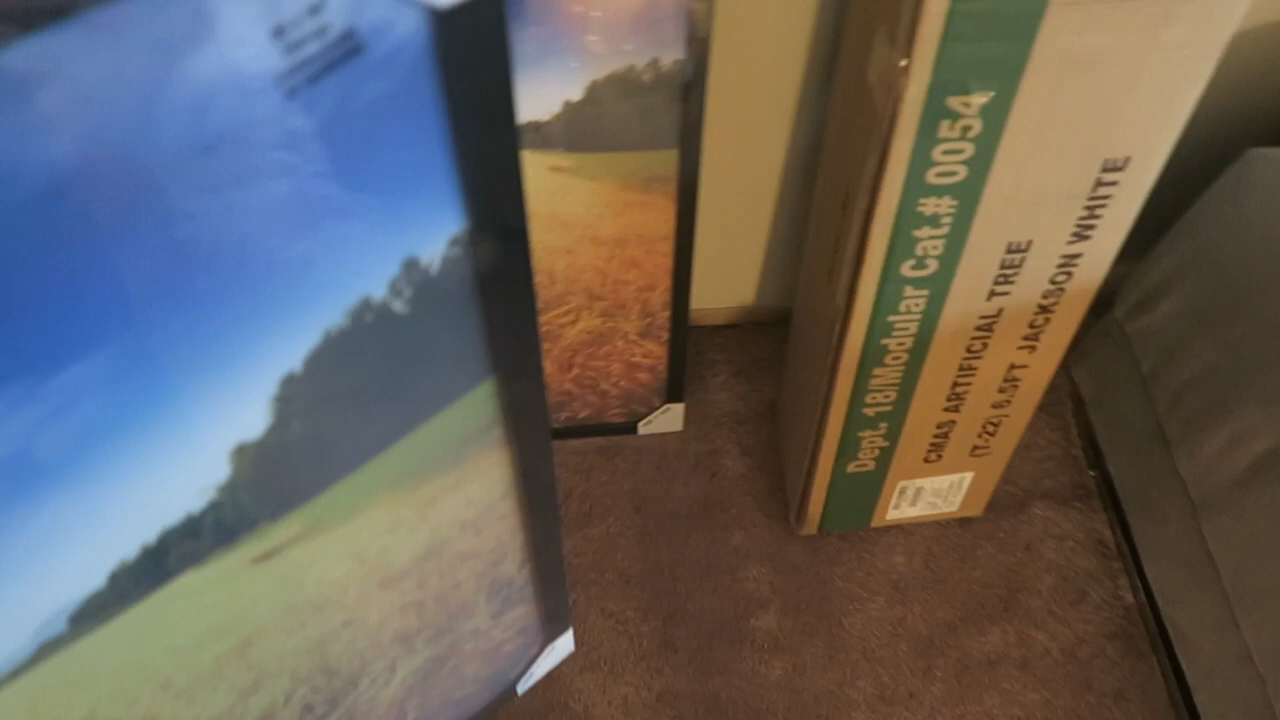 Dept. 18/Modular Cat.# 0054
CMAS ARTIFICIAL TREE
(T-22) 6.5FT JACKSON WHITE